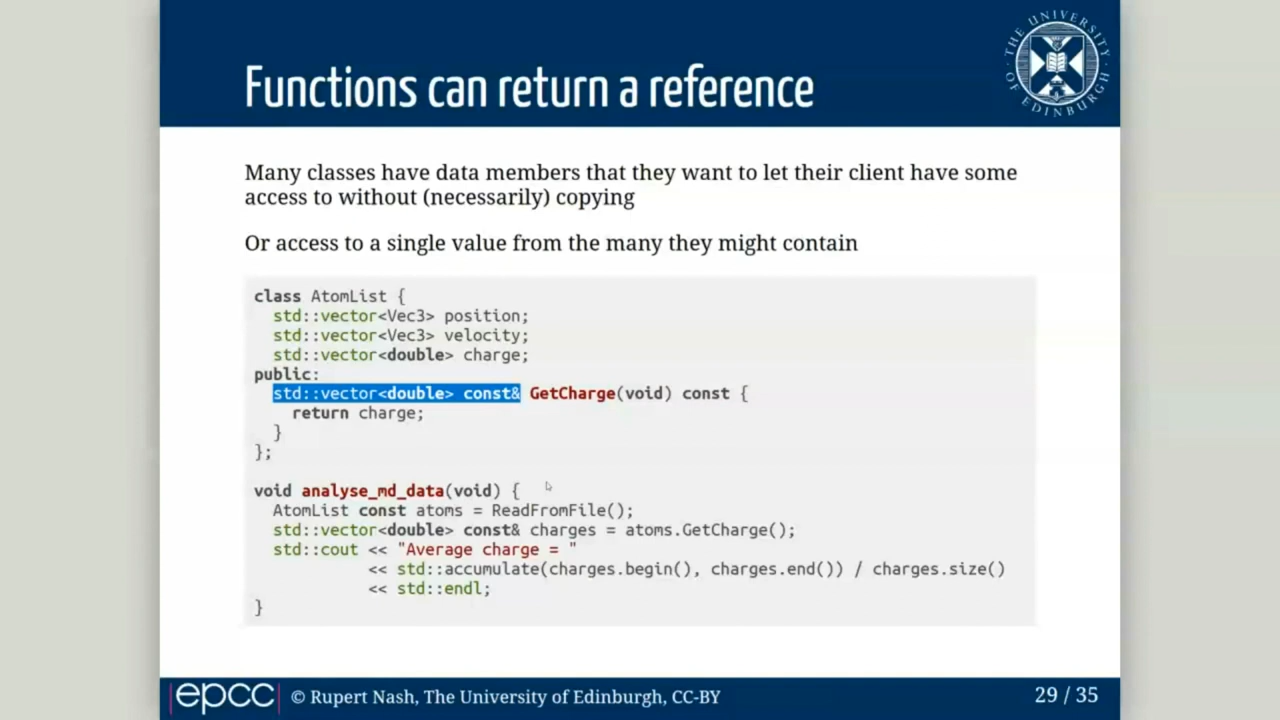 Functions can return a reference
THE UNIVERSITY OF EDINBURGH
Many classes have data members that they want to let their client have some
access to without (necessarily) copying
Or access to a single value from the many they might contain
class AtomList {
  std::vector<Vec3> position;
  std::vector<Vec3> velocity;
  std::vector<double> charge;
public:
  std::vector<double> const& GetCharge(void) const {
    return charge;
  }
};
void analyse_md_data(void) {
  AtomList const atoms = ReadFromFile();
  std::vector<double> const& charges = atoms.GetCharge();
  std::cout << "Average charge = "
            << std::accumulate(charges.begin(), charges.end()) / charges.size()
            << std::endl;
}
epcc © Rupert Nash, The University of Edinburgh, CC-BY 29 / 35